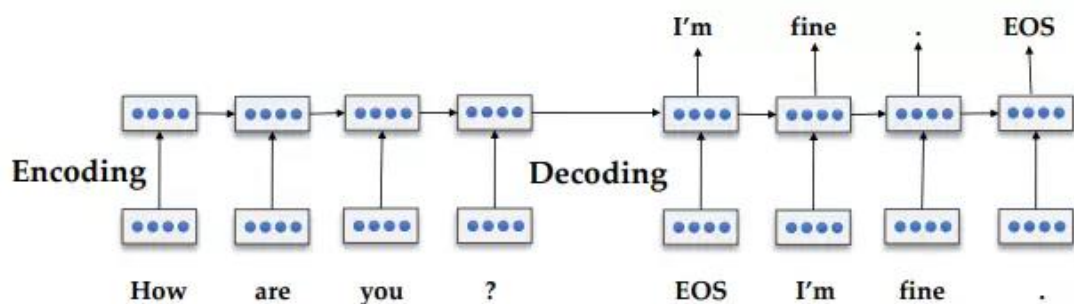 I'm fine . EOS
Encoding
Decoding
How are you ? EOS I'm fine .